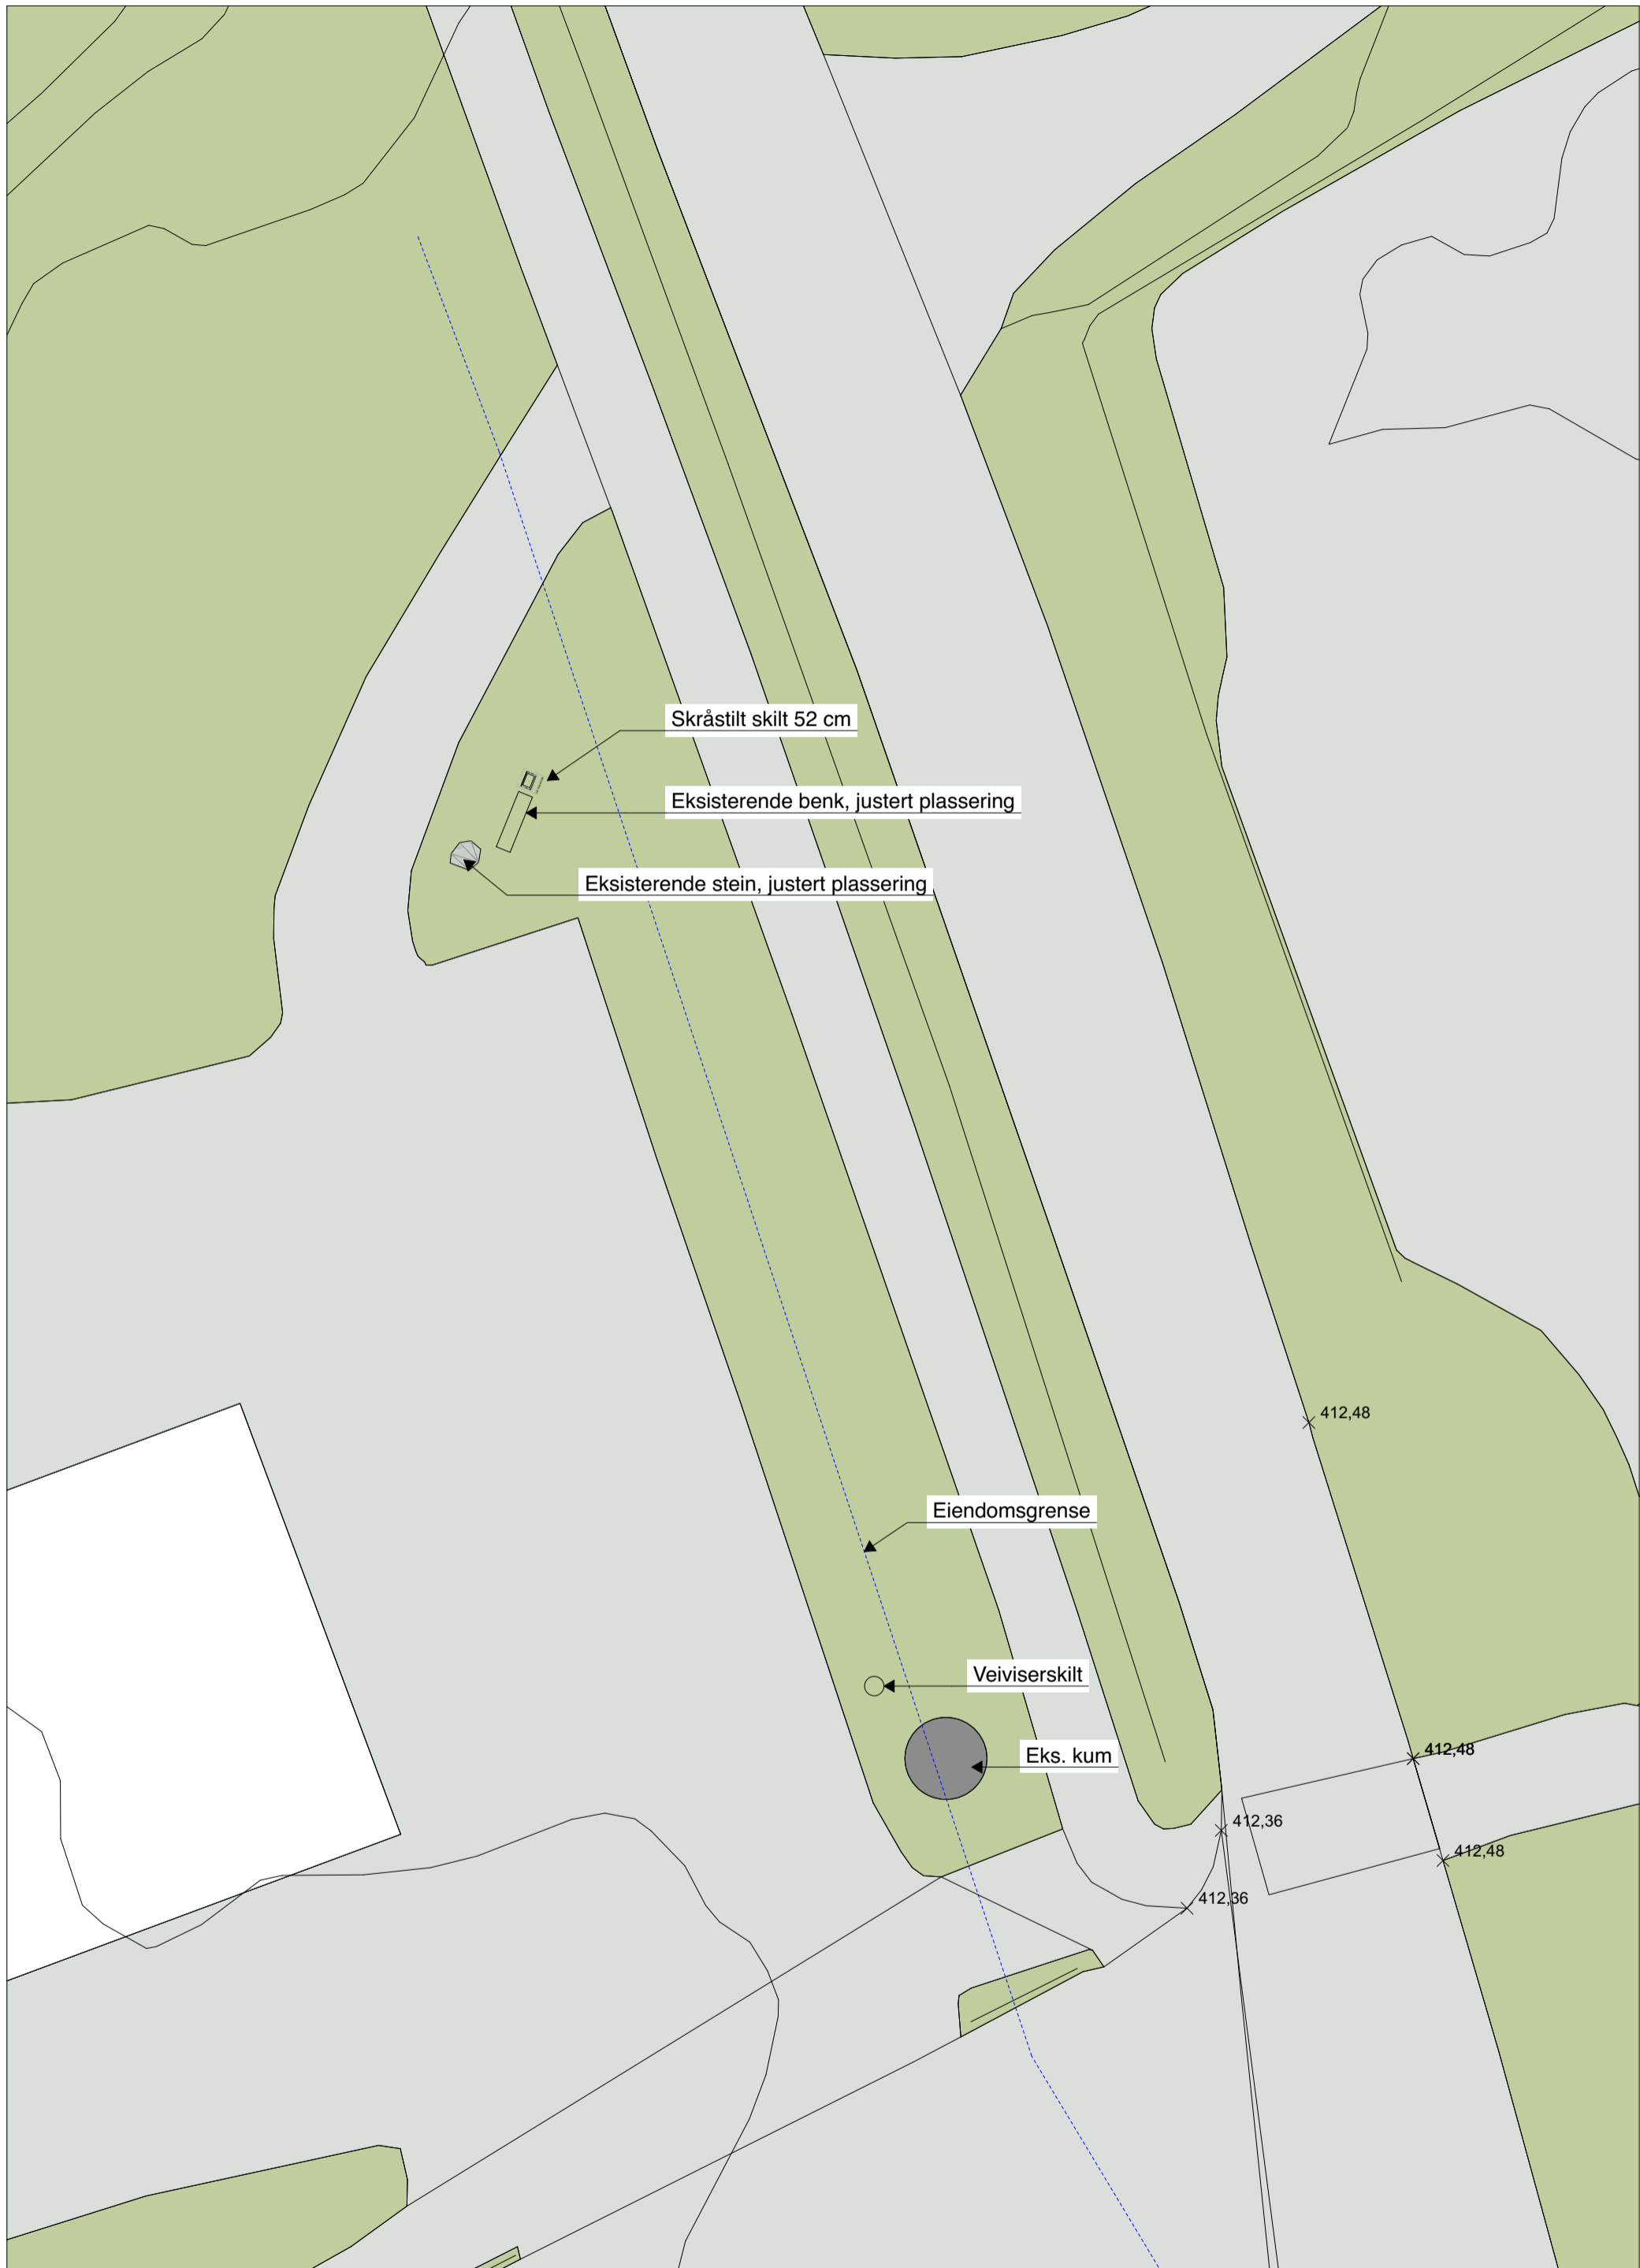 Skråstilt skilt 52 cm
Eksisterende benk, justert plassering
Eksisterende stein, justert plassering
412,48
Eiendomsgrense
Veiviserskilt
Eks. kum
412,48
412,36
412,48
412,36